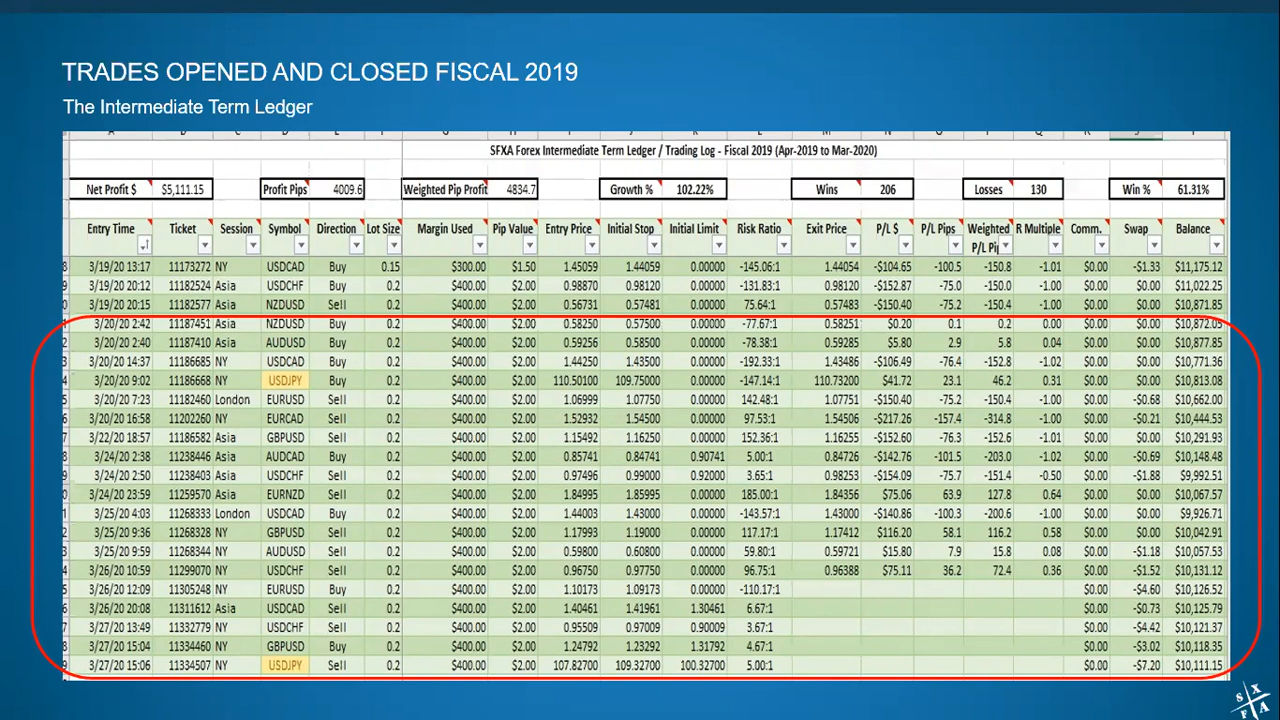 TRADES OPENED AND CLOSED FISCAL 2019
The Intermediate Term Ledger
SFXA Forex Intermediate Term Ledger / Trading Log - Fiscal 2019 (Apr-2019 to Mar-2020)
Net Profit $ $5,111.15 Profit Pips 4009.6 Weighted Pip Profit 4834.7 Growth % 102.22% Wins 206 Losses 130 Win % 61.31%
Entry Time Ticket Session Symbol Direction Lot Size Margin Used Pip Value Entry Price Initial Stop Initial Limit Risk Ratio Exit Price P/L $ P/L Pips Weighted P/L Pip R Multiple Comm. Swap Balance
8 3/19/20 13:17 11173272 NY USDCAD Buy 0.15 $300.00 $1.50 1.45059 1.44059 0.00000 -145.06:1 1.44054 -$104.65 -100.5 -150.8 -1.01 $0.00 -$1.33 $11,175.12
9 3/19/20 20:12 11182524 Asia USDCHF Buy 0.2 $400.00 $2.00 0.98870 0.98120 0.00000 -131.83:1 0.98120 -$152.87 -75.0 -150.0 -1.00 $0.00 $0.00 $11,022.25
0 3/19/20 20:15 11182577 Asia NZDUSD Sell 0.2 $400.00 $2.00 0.56731 0.57481 0.00000 75.64:1 0.57483 -$150.40 -75.2 -150.4 -1.00 $0.00 $0.00 $10,871.85
1 3/20/20 2:42 11187451 Asia NZDUSD Buy 0.2 $400.00 $2.00 0.58250 0.57500 0.00000 -77.67:1 0.58251 $0.20 0.1 0.2 0.00 $0.00 $0.00 $10,872.05
2 3/20/20 2:40 11187410 Asia AUDUSD Buy 0.2 $400.00 $2.00 0.59256 0.58500 0.00000 -78.38:1 0.59285 $5.80 2.9 5.8 0.04 $0.00 $0.00 $10,877.85
3 3/20/20 14:37 11186685 NY USDCAD Buy 0.2 $400.00 $2.00 1.44250 1.43500 0.00000 -192.33:1 1.43486 -$106.49 -76.4 -152.8 -1.02 $0.00 $0.00 $10,771.36
4 3/20/20 9:02 11186668 NY USDJPY Buy 0.2 $400.00 $2.00 110.50100 109.75000 0.00000 -147.14:1 110.73200 $41.72 23.1 46.2 0.31 $0.00 $0.00 $10,813.08
5 3/20/20 7:23 11182460 London EURUSD Sell 0.2 $400.00 $2.00 1.06999 1.07750 0.00000 142.48:1 1.07751 -$150.40 -75.2 -150.4 -1.00 $0.00 -$0.68 $10,662.00
6 3/20/20 16:58 11202260 NY EURCAD Sell 0.2 $400.00 $2.00 1.52932 1.54500 0.00000 97.53:1 1.54506 -$217.26 -157.4 -314.8 -1.00 $0.00 -$0.21 $10,444.53
7 3/22/20 18:57 11186582 Asia GBPUSD Sell 0.2 $400.00 $2.00 1.15492 1.16250 0.00000 152.36:1 1.16255 -$152.60 -76.3 -152.6 -1.01 $0.00 $0.00 $10,291.93
8 3/24/20 2:38 11238446 Asia AUDCAD Buy 0.2 $400.00 $2.00 0.85741 0.84741 0.90741 5.00:1 0.84726 -$142.76 -101.5 -203.0 -1.02 $0.00 -$0.69 $10,148.48
9 3/24/20 2:50 11238403 Asia USDCHF Sell 0.2 $400.00 $2.00 0.97496 0.99000 0.92000 3.65:1 0.98253 -$154.09 -75.7 -151.4 -0.50 $0.00 -$1.88 $9,992.51
0 3/24/20 23:59 11259570 Asia EURNZD Sell 0.2 $400.00 $2.00 1.84995 1.85995 0.00000 185.00:1 1.84356 $75.06 63.9 127.8 0.64 $0.00 $0.00 $10,067.57
1 3/25/20 4:03 11268333 London USDCAD Buy 0.2 $400.00 $2.00 1.44003 1.43000 0.00000 -143.57:1 1.43000 -$140.86 -100.3 -200.6 -1.00 $0.00 $0.00 $9,926.71
2 3/25/20 9:36 11268328 NY GBPUSD Sell 0.2 $400.00 $2.00 1.17993 1.19000 0.00000 117.17:1 1.17412 $116.20 58.1 116.2 0.58 $0.00 $0.00 $10,042.91
3 3/25/20 9:59 11268344 NY AUDUSD Sell 0.2 $400.00 $2.00 0.59800 0.60800 0.00000 59.80:1 0.59721 $15.80 7.9 15.8 0.08 $0.00 -$1.18 $10,057.53
4 3/26/20 10:59 11299070 NY USDCHF Sell 0.2 $400.00 $2.00 0.96750 0.97750 0.00000 96.75:1 0.96388 $75.11 36.2 72.4 0.36 $0.00 -$1.52 $10,131.12
5 3/26/20 12:09 11305248 NY EURUSD Buy 0.2 $400.00 $2.00 1.10173 1.09173 0.00000 -110.17:1 $0.00 -$4.60 $10,126.52
6 3/26/20 20:08 11311612 Asia USDCAD Sell 0.2 $400.00 $2.00 1.40461 1.41961 1.30461 6.67:1 $0.00 -$0.73 $10,125.79
7 3/27/20 13:49 11332779 NY USDCHF Sell 0.2 $400.00 $2.00 0.95509 0.97009 0.90009 3.67:1 $0.00 -$4.42 $10,121.37
8 3/27/20 15:04 11334460 NY GBPUSD Buy 0.2 $400.00 $2.00 1.24792 1.23292 1.31792 4.67:1 $0.00 -$3.02 $10,118.35
9 3/27/20 15:06 11334507 NY USDJPY Sell 0.2 $400.00 $2.00 107.82700 109.32700 100.32700 5.00:1 $0.00 -$7.20 $10,111.15
S X
F A